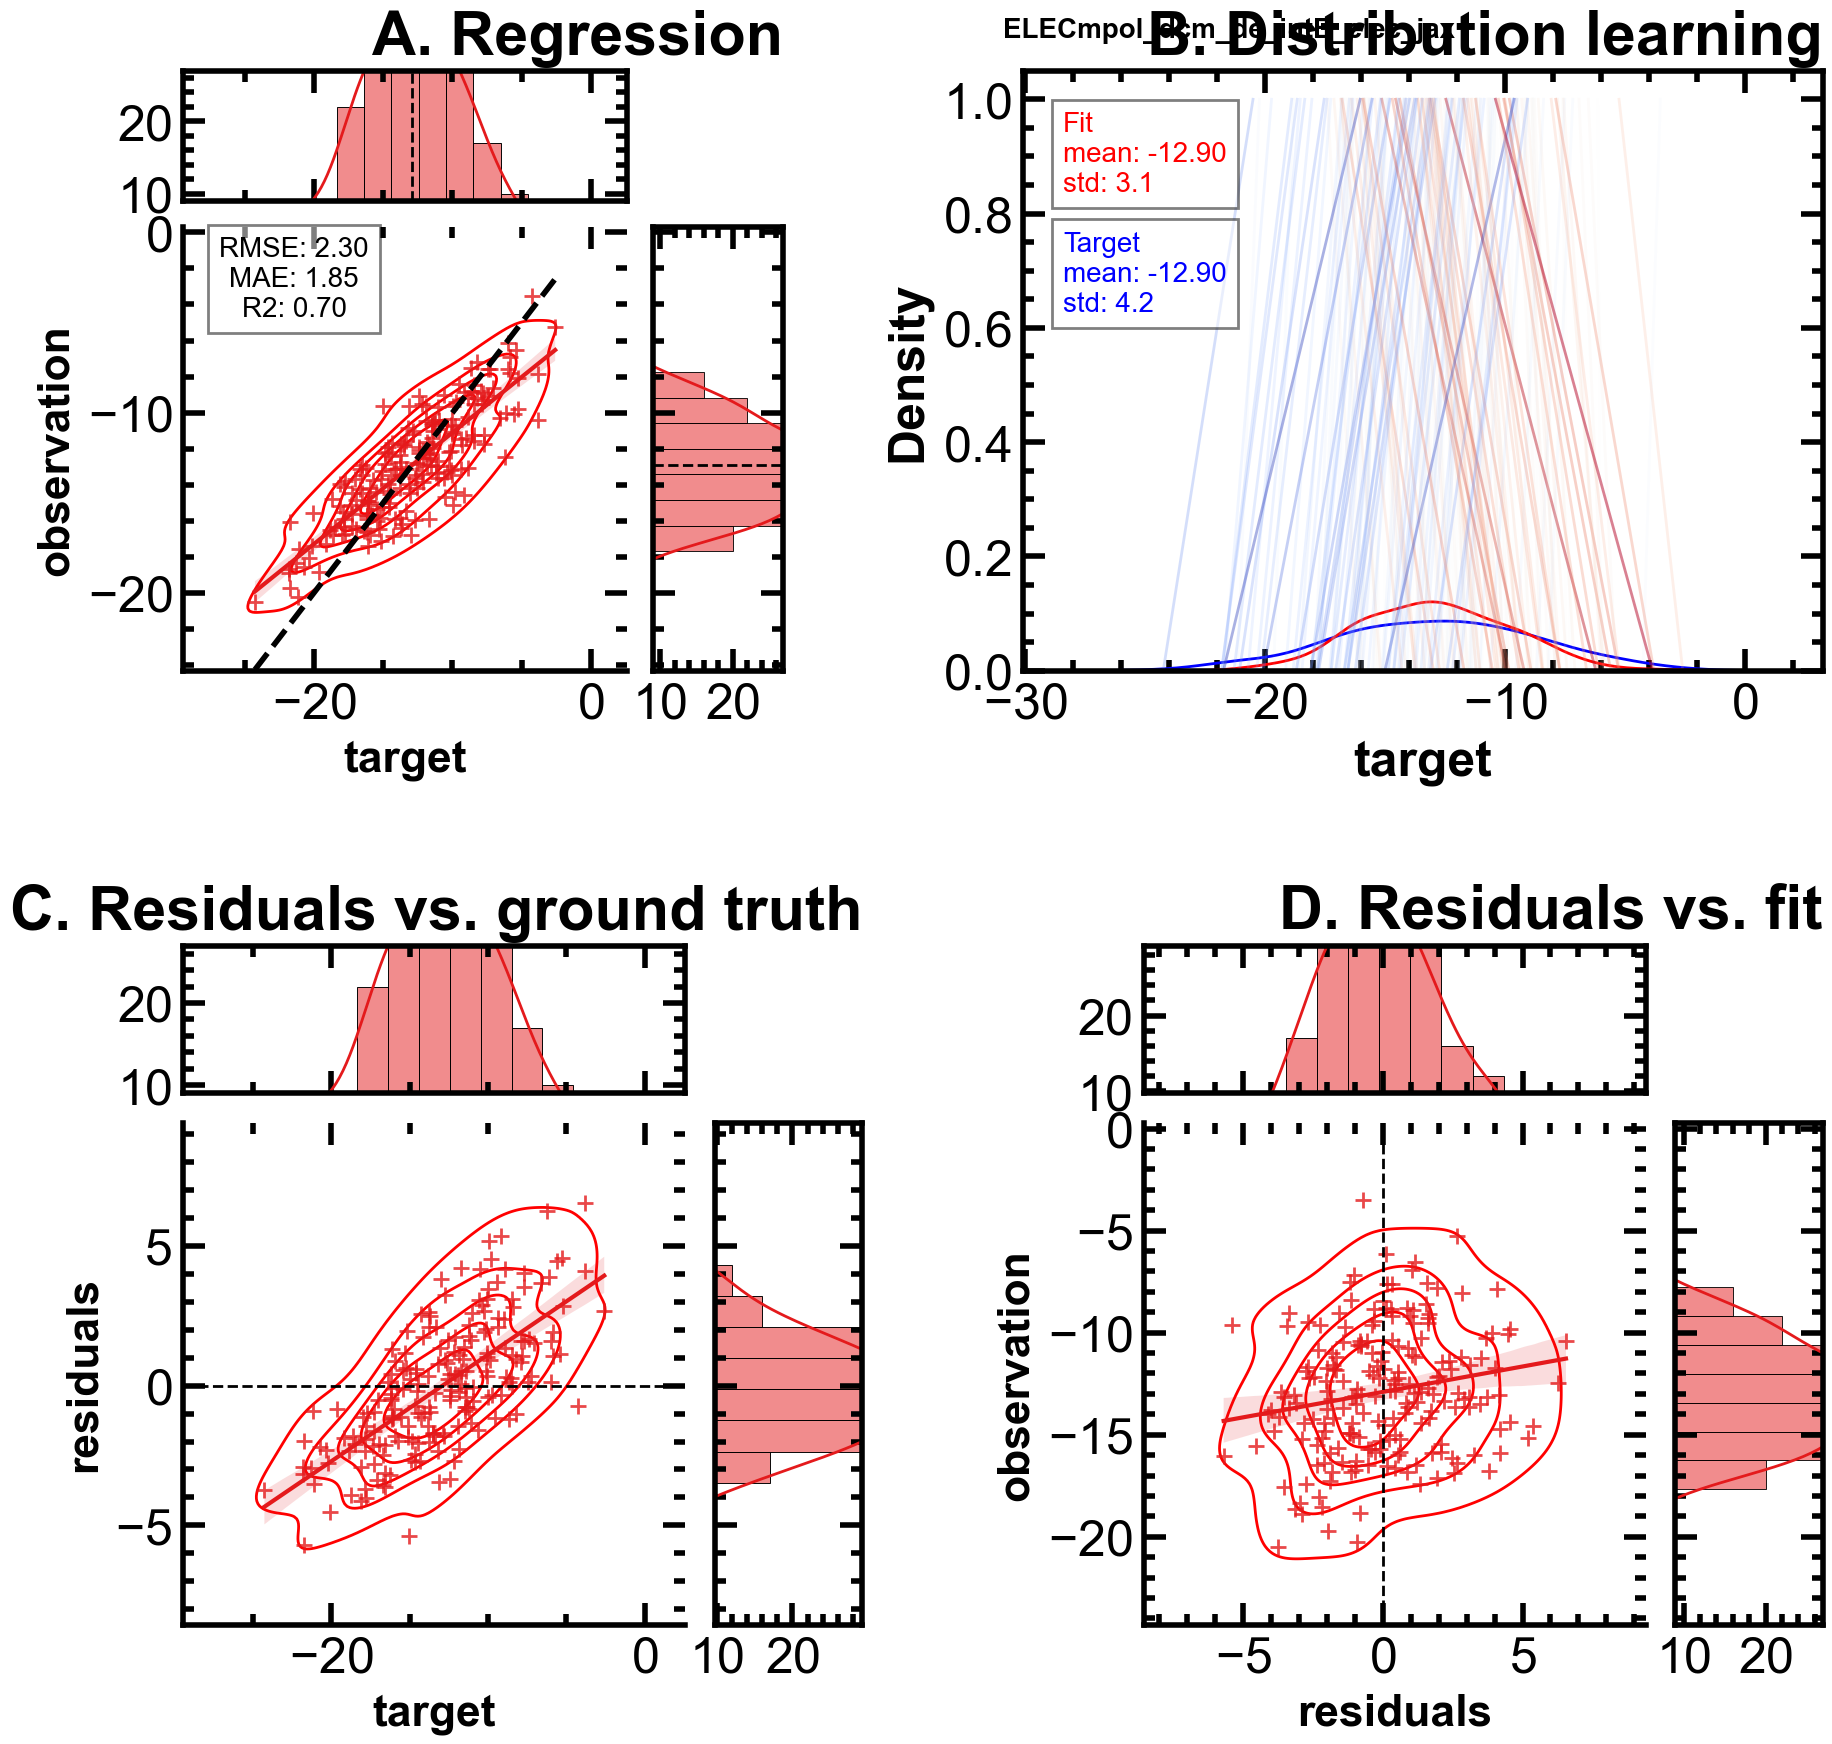 A. Regression
B. Distribution learning
20
10
0
−10
−20
observation
RMSE: 2.30
MAE: 1.85
R2: 0.70
−20
0
10
20
target
1.0
0.8
0.6
0.4
0.2
0.0
Density
Fit
mean: -12.90
std: 3.1
Target
mean: -12.90
std: 4.2
−30
−20
−10
0
target
C. Residuals vs. ground truth
20
10
5
0
−5
residuals
−20
0
10
20
target
D. Residuals vs. fit
20
10
0
−5
−10
−15
−20
observation
−5
0
5
10
20
residuals